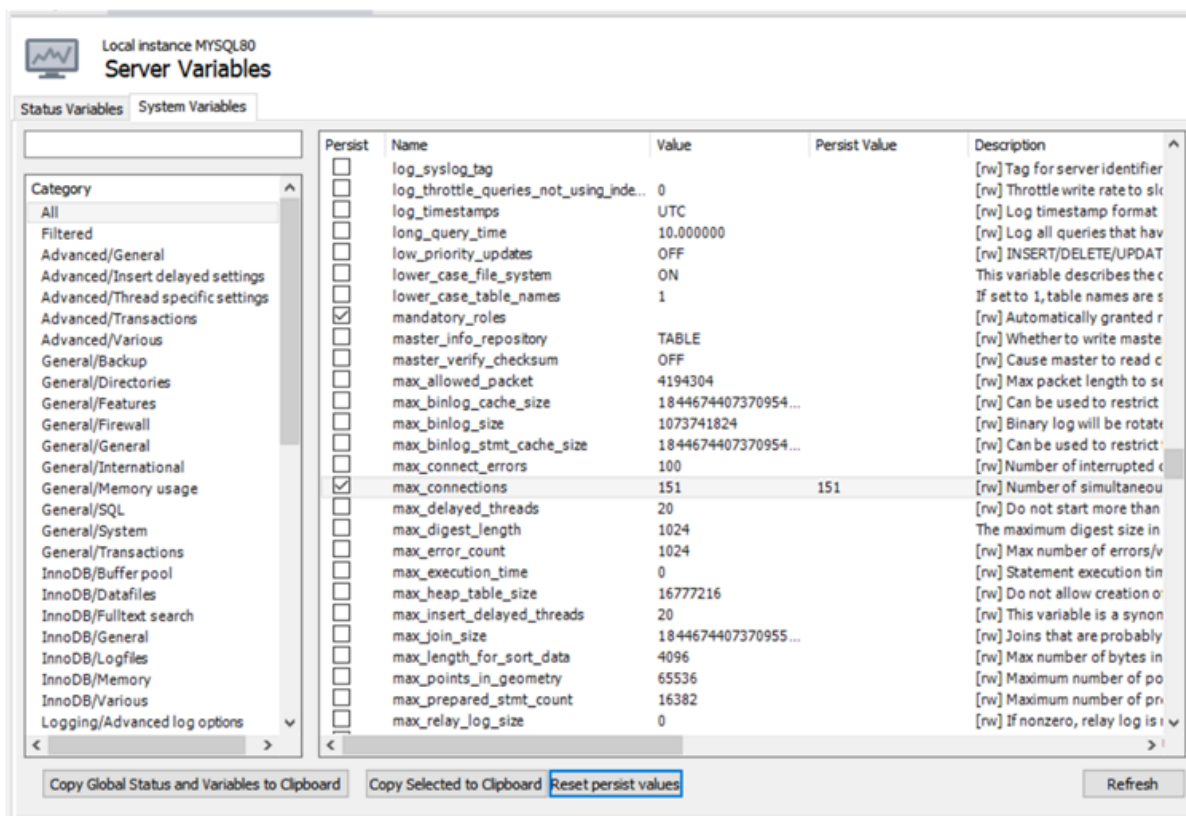 Local instance MYSQL80
Server Variables
Status Variables System Variables
Category
All
Filtered
Advanced/General
Advanced/Insert delayed settings
Advanced/Thread specific settings
Advanced/Transactions
Advanced/Various
General/Backup
General/Directories
General/Features
General/Firewall
General/General
General/International
General/Memory usage
General/SQL
General/System
General/Transactions
InnoDB/Buffer pool
InnoDB/Datafiles
InnoDB/Fulltext search
InnoDB/General
InnoDB/Logfiles
InnoDB/Memory
InnoDB/Various
Logging/Advanced log options
Persist Name Value Persist Value Description
log_syslog_tag [rw] Tag for server identifier
log_throttle_queries_not_using_inde... 0 [rw] Throttle write rate to slo
log_timestamps UTC [rw] Log timestamp format
long_query_time 10.000000 [rw] Log all queries that hav
low_priority_updates OFF [rw] INSERT/DELETE/UPDAT
lower_case_file_system ON This variable describes the c
lower_case_table_names 1 If set to 1, table names are s
mandatory_roles [rw] Automatically granted r
master_info_repository TABLE [rw] Whether to write maste
master_verify_checksum OFF [rw] Cause master to read c
max_allowed_packet 4194304 [rw] Max packet length to se
max_binlog_cache_size 1844674407370954... [rw] Can be used to restrict
max_binlog_size 1073741824 [rw] Binary log will be rotate
max_binlog_stmt_cache_size 1844674407370954... [rw] Can be used to restrict
max_connect_errors 100 [rw] Number of interrupted c
max_connections 151 151 [rw] Number of simultaneou
max_delayed_threads 20 [rw] Do not start more than
max_digest_length 1024 The maximum digest size in
max_error_count 1024 [rw] Max number of errors/w
max_execution_time 0 [rw] Statement execution tim
max_heap_table_size 16777216 [rw] Do not allow creation o
max_insert_delayed_threads 20 [rw] This variable is a synon
max_join_size 1844674407370955... [rw] Joins that are probably
max_length_for_sort_data 4096 [rw] Max number of bytes in
max_points_in_geometry 65536 [rw] Maximum number of po
max_prepared_stmt_count 16382 [rw] Maximum number of pr
max_relay_log_size 0 [rw] If nonzero, relay log is
Copy Global Status and Variables to Clipboard Copy Selected to Clipboard Reset persist values Refresh